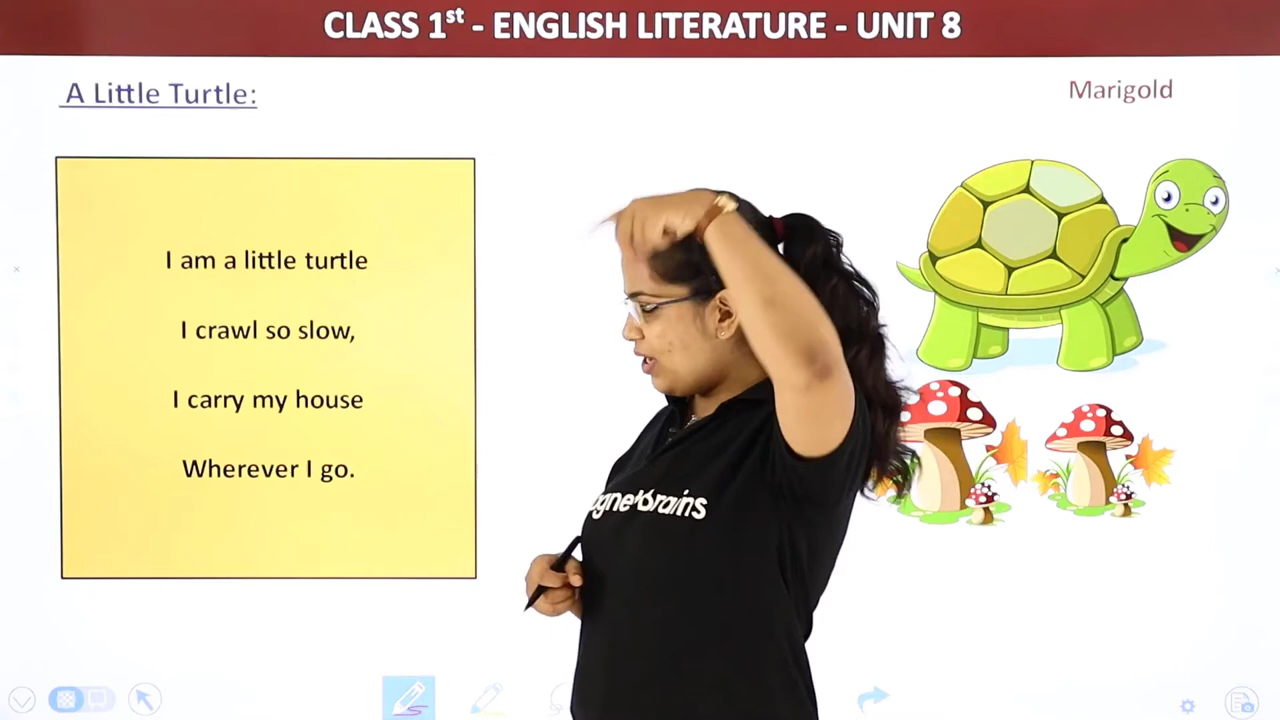 CLASS 1st - ENGLISH LITERATURE - UNIT 8
A Little Turtle:
Marigold
I am a little turtle
I crawl so slow,
I carry my house
Wherever I go.